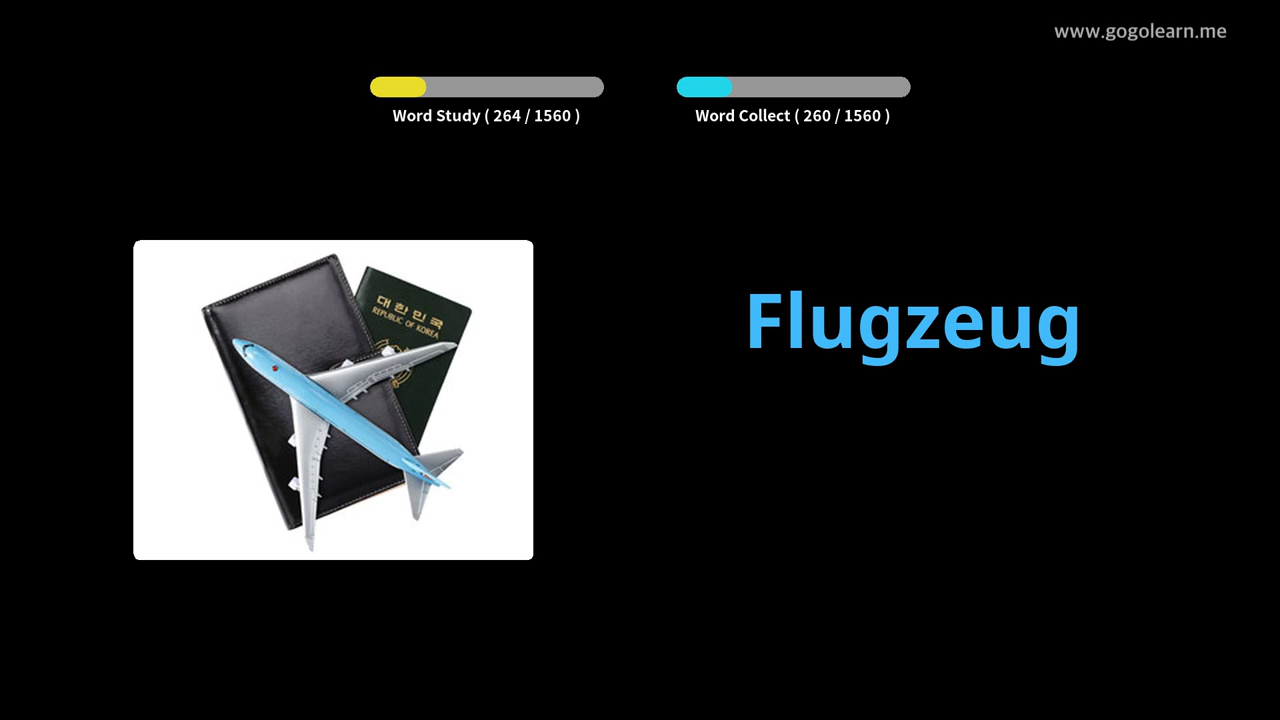 www.gogolearn.me
Word Study ( 264 / 1560 )
Word Collect ( 260 / 1560 )
대한민국
REPUBLIC OF KOREA
Flugzeug